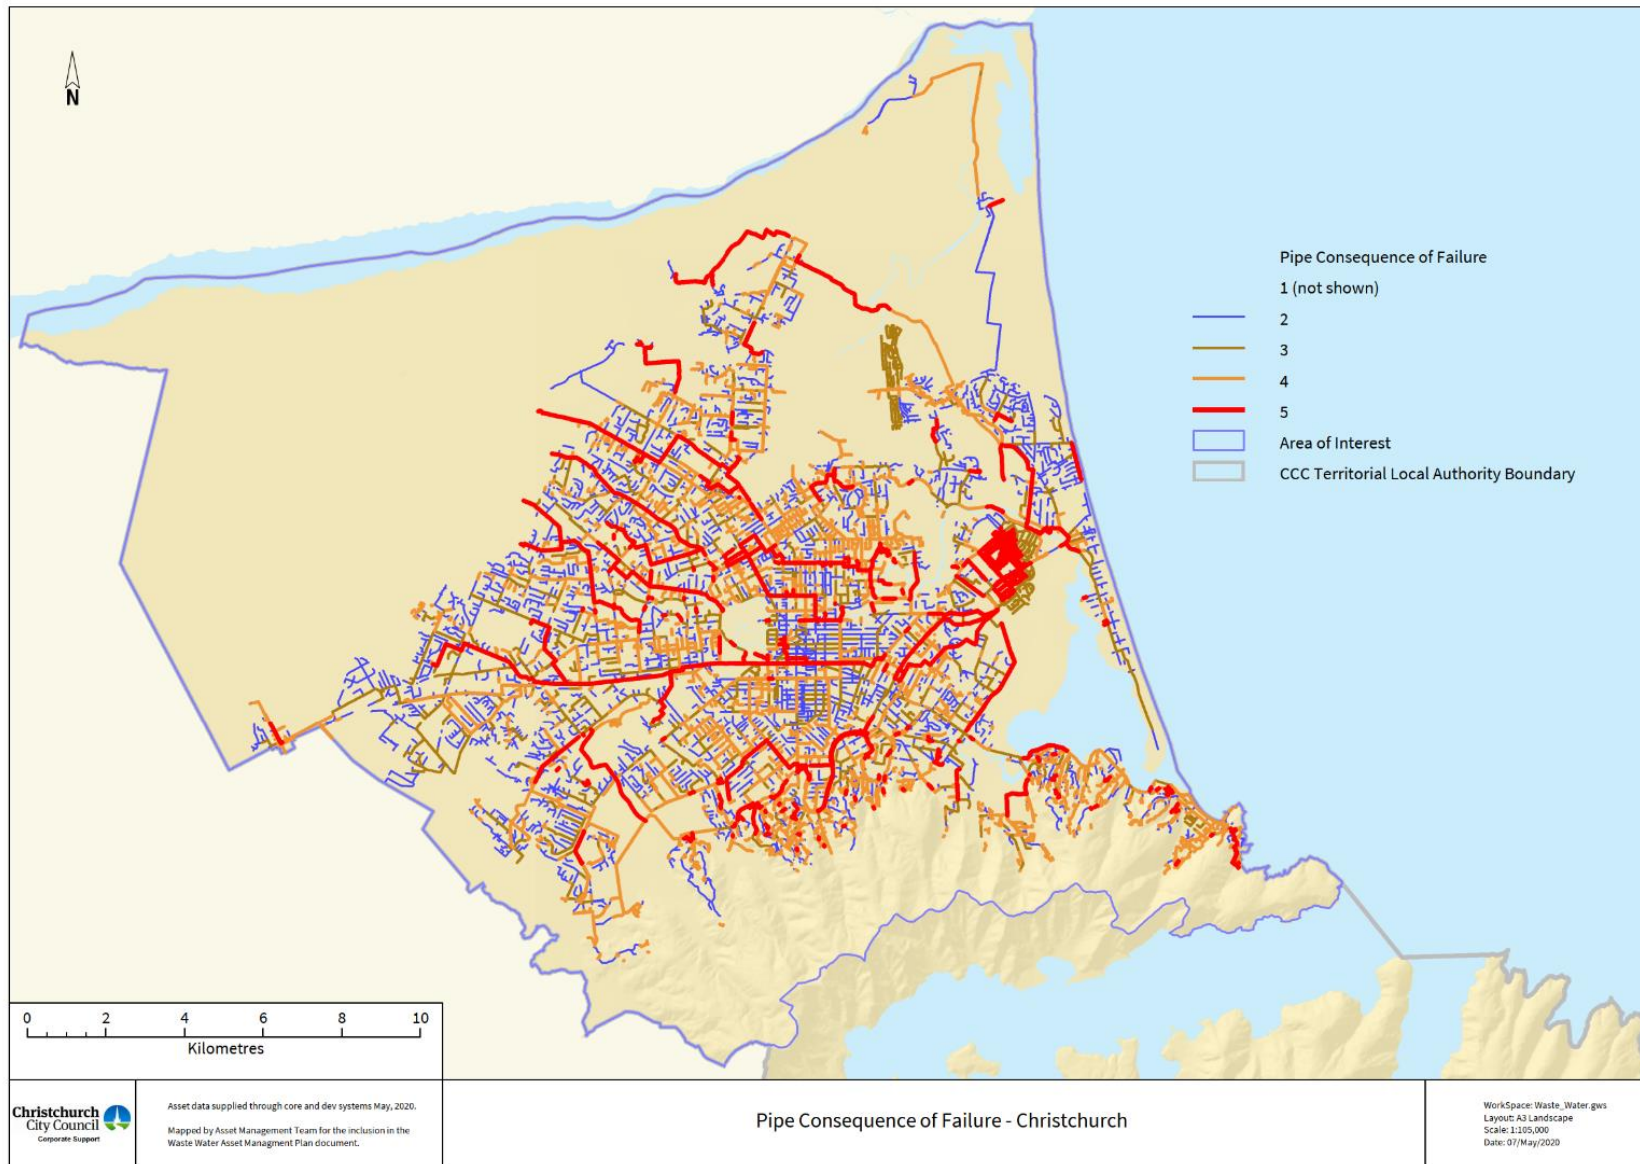 N
Pipe Consequence of Failure
1 (not shown)
2
3
4
5
Area of Interest
CCC Territorial Local Authority Boundary
0 2 4 6 8 10
Kilometres
Christchurch
City Council
Corporate Support
Asset data supplied through core and dev systems May, 2020.
Mapped by Asset Management Team for the inclusion in the
Waste Water Asset Managment Plan document.
Pipe Consequence of Failure - Christchurch
WorkSpace: Waste_Water.gws
Layout: A3 Landscape
Scale: 1:105,000
Date: 07/May/2020